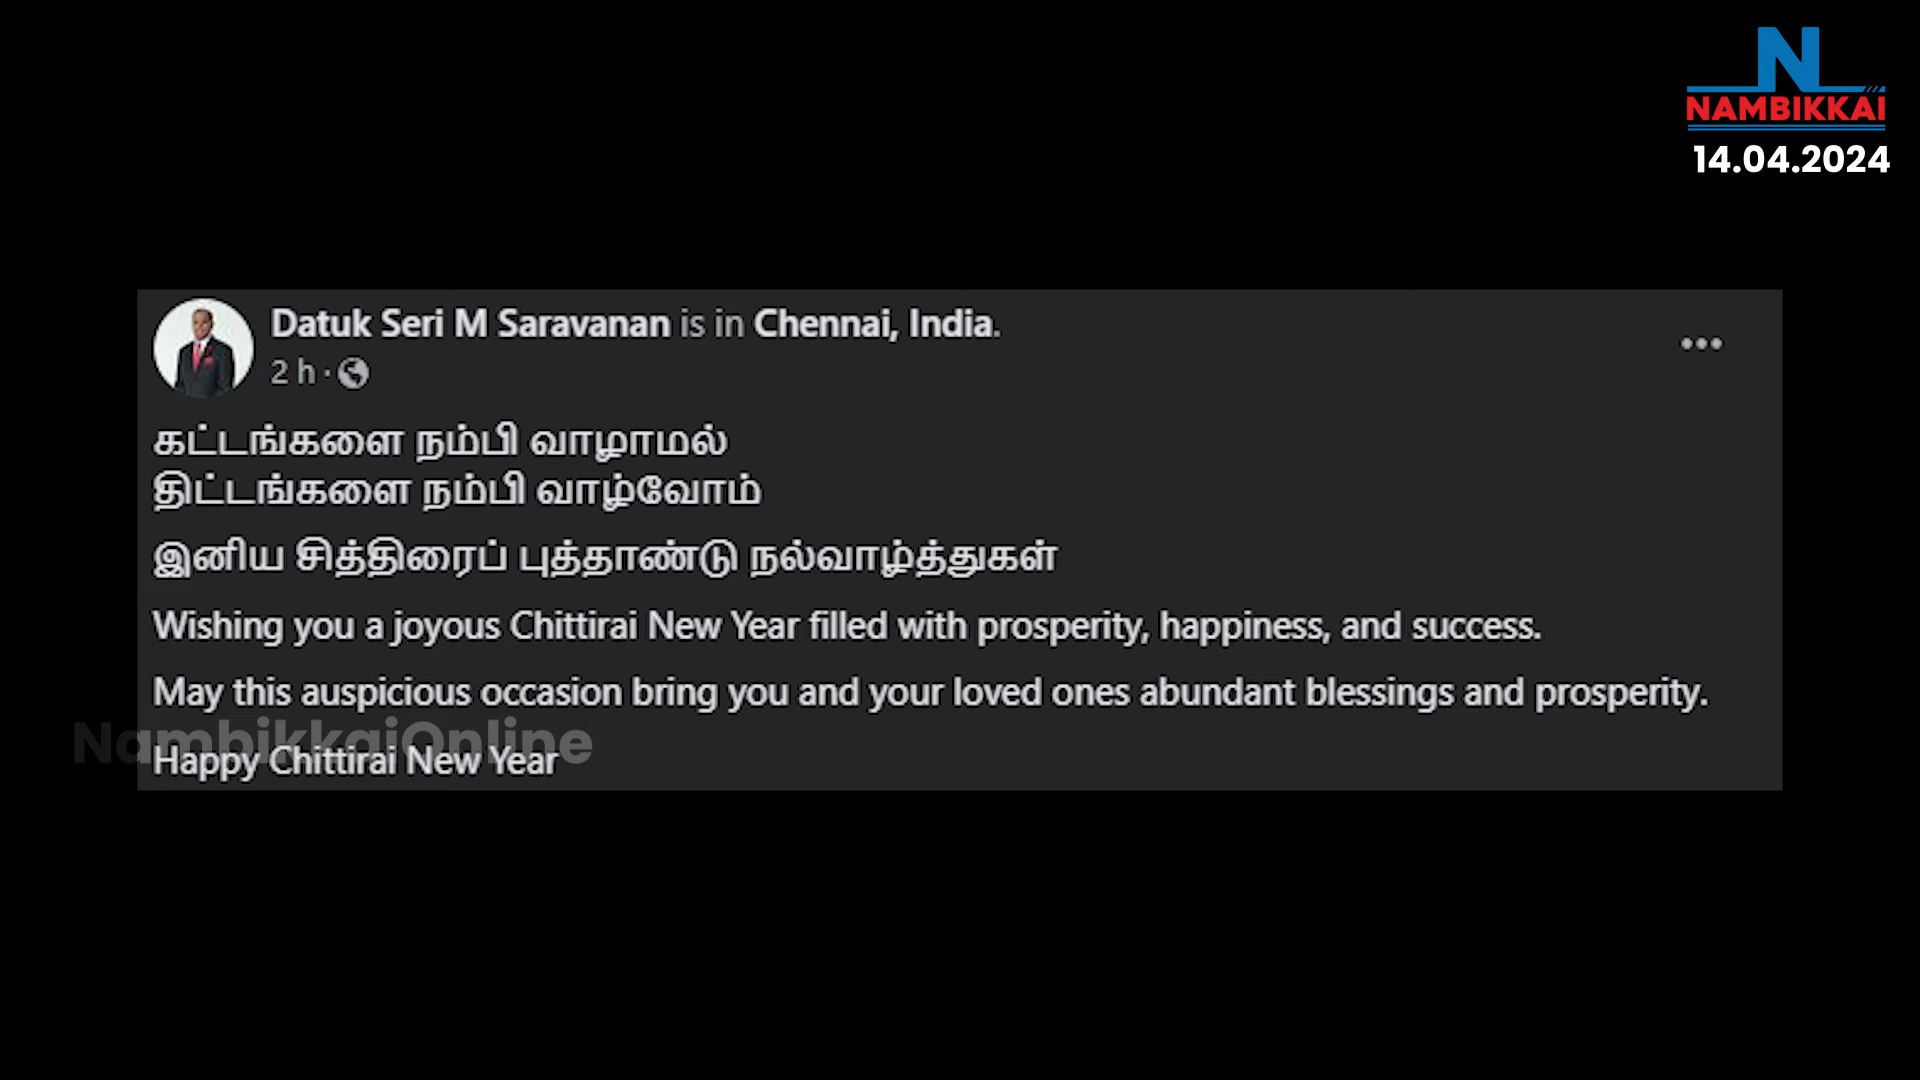 N
NAMBIKKAI
14.04.2024
Datuk Seri M Saravanan is in Chennai, India.
2 h ·
கட்டங்களை நம்பி வாழாமல்
திட்டங்களை நம்பி வாழ்வோம்
இனிய சித்திரைப் புத்தாண்டு நல்வாழ்த்துகள்
Wishing you a joyous Chittirai New Year filled with prosperity, happiness, and success.
May this auspicious occasion bring you and your loved ones abundant blessings and prosperity.
NambikkaiOnline
Happy Chittirai New Year